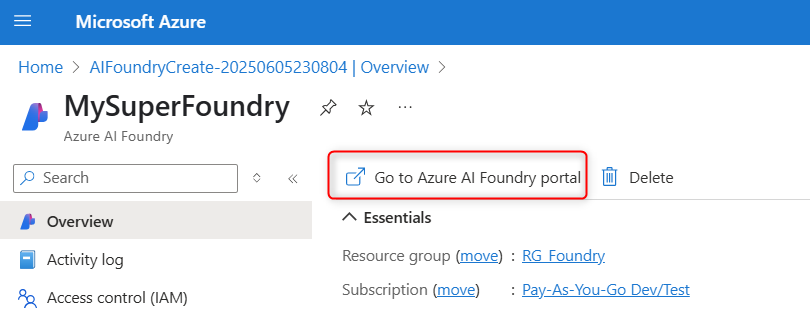 Microsoft Azure
Home > AIFoundryCreate-20250605230804 | Overview >
MySuperFoundry
Azure AI Foundry
Search
Go to Azure AI Foundry portal
Delete
Overview
Essentials
Activity log
Resource group (move) : RG_Foundry
Access control (IAM)
Subscription (move) : Pay-As-You-Go Dev/Test